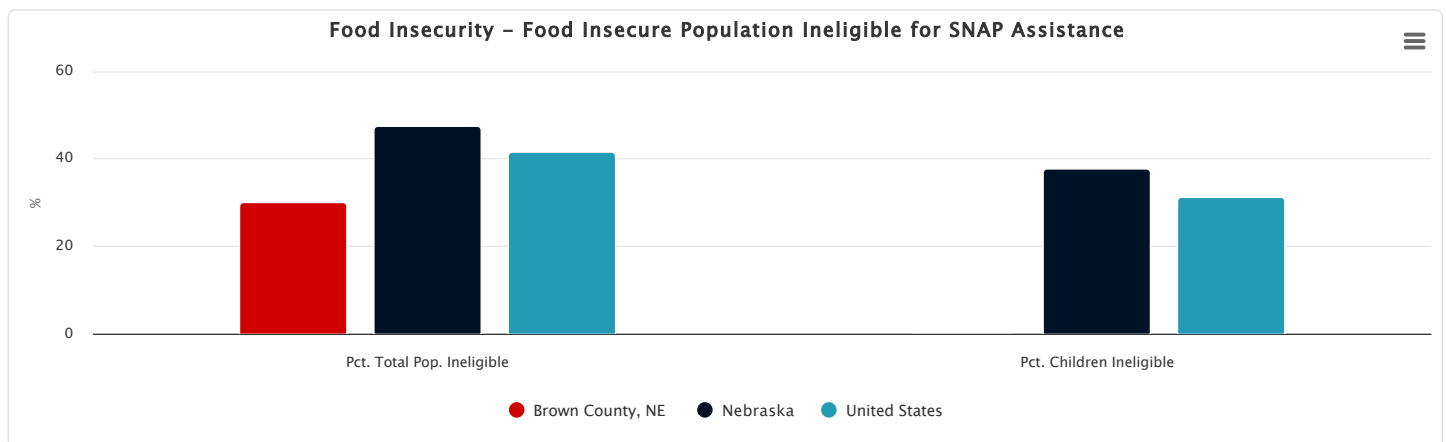 Food Insecurity – Food Insecure Population Ineligible for SNAP Assistance
60
40
%
20
0
Pct. Total Pop. Ineligible
Pct. Children Ineligible
Brown County, NE
Nebraska
United States